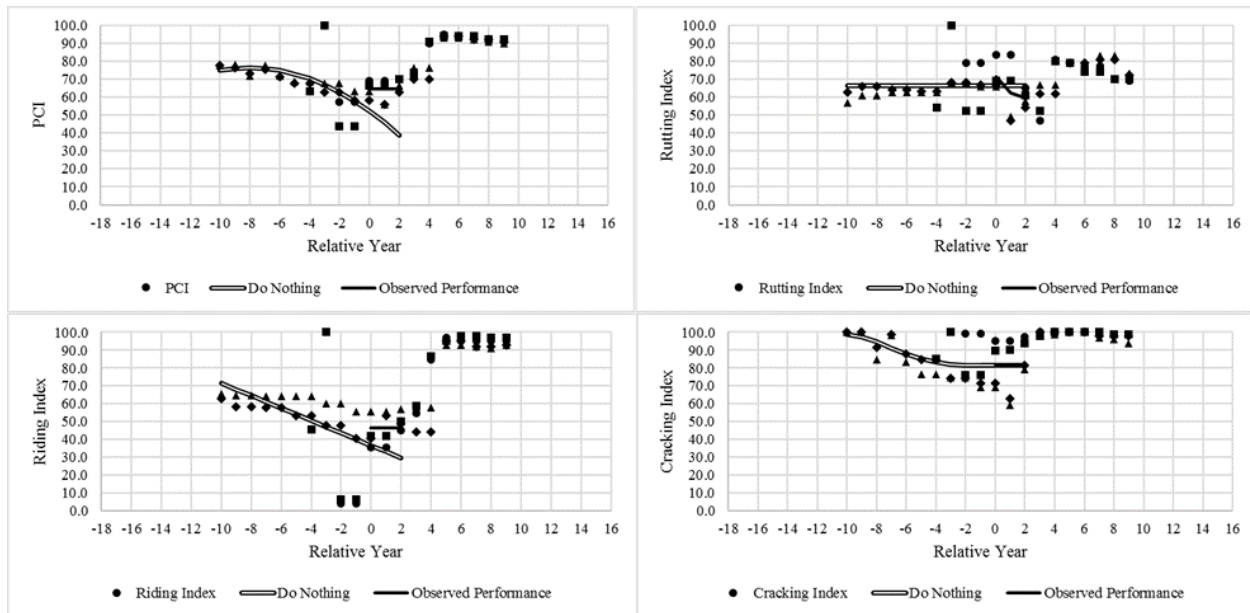 PCI
100.0
90.0
80.0
70.0
60.0
50.0
40.0
30.0
20.0
10.0
0.0
-18 -16 -14 -12 -10 -8 -6 -4 -2 0 2 4 6 8 10 12 14 16
Relative Year
PCI Do Nothing Observed Performance
Rutting Index
100.0
90.0
80.0
70.0
60.0
50.0
40.0
30.0
20.0
10.0
0.0
-18 -16 -14 -12 -10 -8 -6 -4 -2 0 2 4 6 8 10 12 14 16
Relative Year
Rutting Index Do Nothing Observed Performance
Riding Index
100.0
90.0
80.0
70.0
60.0
50.0
40.0
30.0
20.0
10.0
0.0
-18 -16 -14 -12 -10 -8 -6 -4 -2 0 2 4 6 8 10 12 14 16
Relative Year
Riding Index Do Nothing Observed Performance
Cracking Index
100.0
90.0
80.0
70.0
60.0
50.0
40.0
30.0
20.0
10.0
0.0
-18 -16 -14 -12 -10 -8 -6 -4 -2 0 2 4 6 8 10 12 14 16
Relative Year
Cracking Index Do Nothing Observed Performance